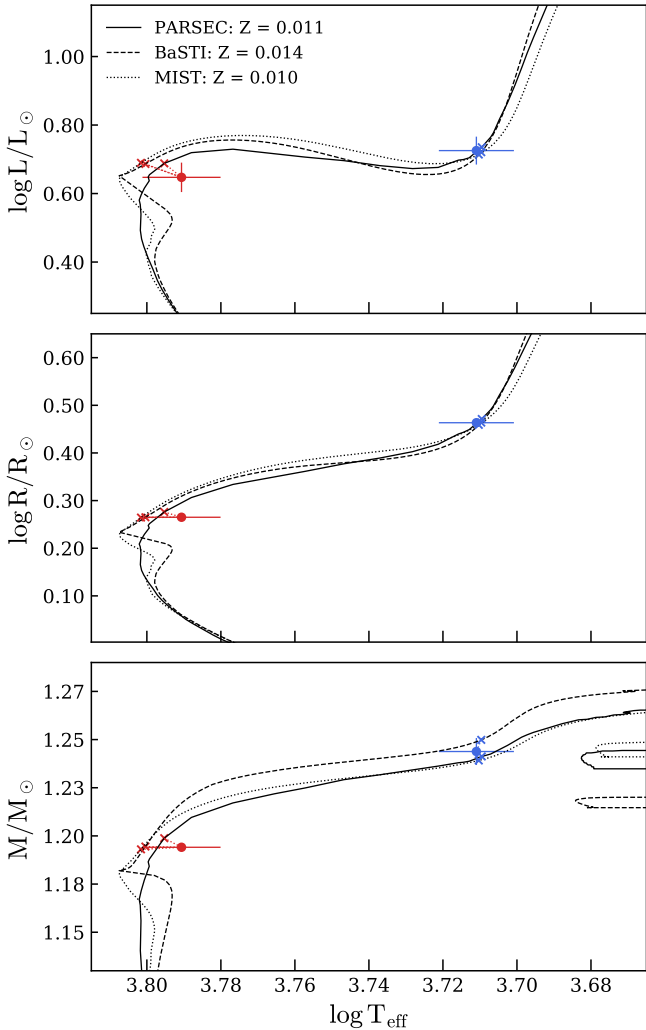 PARSEC: Z = 0.011
BaSTI: Z = 0.014
MIST: Z = 0.010
1.00
0.80
0.60
0.40
log L/L⊙
0.60
0.50
0.40
0.30
0.20
0.10
log R/R⊙
1.27
1.25
1.23
1.20
1.18
1.15
M/M⊙
3.80 3.78 3.76 3.74 3.72 3.70 3.68
log Teff